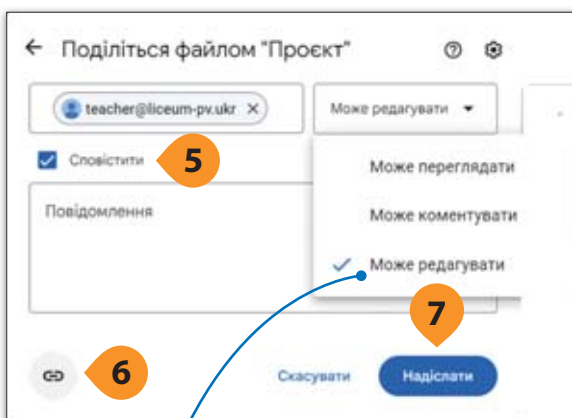 Поділіться файлом "Проєкт"
teacher@liceum-pv.ukr
Може редагувати
Сповістити
5
Може переглядати
Повідомлення
Може коментувати
Може редагувати
7
6
Скасувати
Надіслати